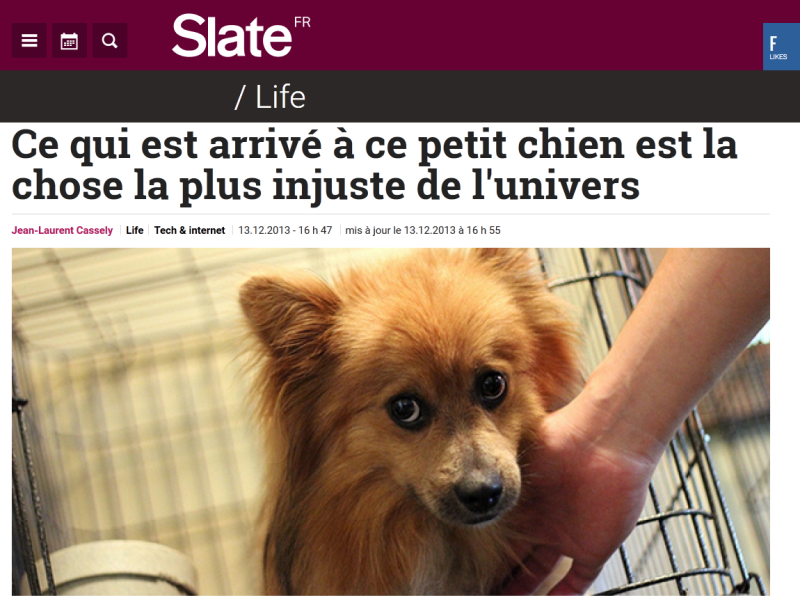 Slate FR
F
LIKES
/ Life
Ce qui est arrivé à ce petit chien est la
chose la plus injuste de l'univers
Jean-Laurent Cassely Life Tech & internet 13.12.2013 - 16 h 47 mis à jour le 13.12.2013 à 16 h 55